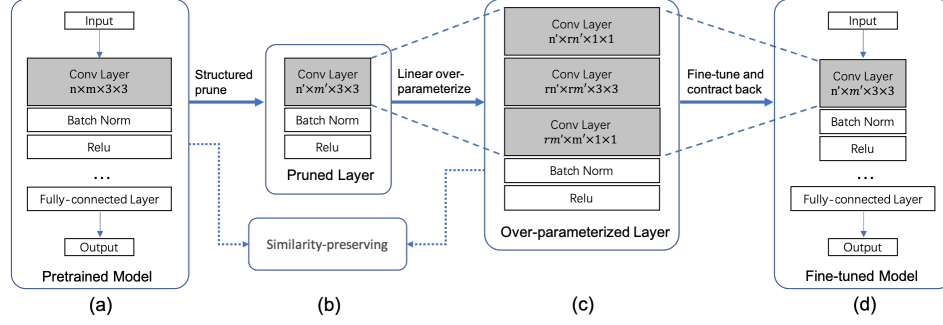 Input
Conv Layer
n×m×3×3
Batch Norm
Relu
...
Fully-connected Layer
Output
Pretrained Model
(a)
Structured
prune
Conv Layer
n'×m'×3×3
Batch Norm
Relu
Pruned Layer
(b)
Linear over-
parameterize
Similarity-preserving
Conv Layer
n'×rn'×1×1
Conv Layer
rn'×rm'×3×3
Conv Layer
rm'×m'×1×1
Batch Norm
Relu
Over-parameterized Layer
(c)
Fine-tune and
contract back
Input
Conv Layer
n'×m'×3×3
Batch Norm
Relu
...
Fully-connected Layer
Output
Fine-tuned Model
(d)